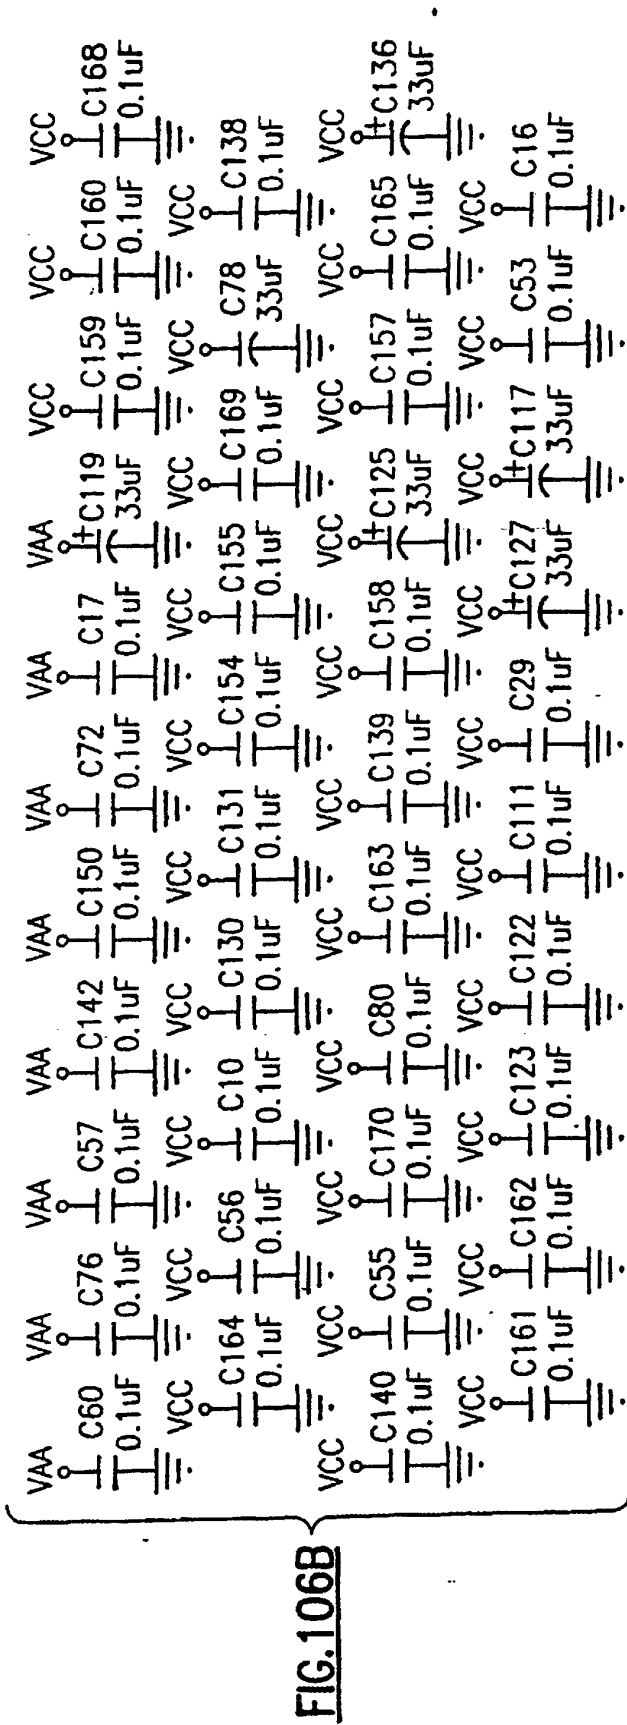 VAA VAA VAA VAA VAA VAA VAA VAA VCC VCC VCC
C60 C76 C57 C142 C150 C72 C17 +C119 C159 C160 C168
0.1uF 0.1uF 0.1uF 0.1uF 0.1uF 0.1uF 0.1uF 33uF 0.1uF 0.1uF 0.1uF
VCC VCC VCC VCC VCC VCC VCC VCC VCC VCC
C164 C56 C10 C130 C131 C154 C155 C169 C78 C138
0.1uF 0.1uF 0.1uF 0.1uF 0.1uF 0.1uF 0.1uF 0.1uF 33uF 0.1uF
VCC VCC VCC VCC VCC VCC VCC VCC VCC VCC VCC
C140 C55 C170 C80 C163 C139 C158 +C125 C157 C165 +C136
0.1uF 0.1uF 0.1uF 0.1uF 0.1uF 0.1uF 0.1uF 33uF 0.1uF 0.1uF 33uF
VCC VCC VCC VCC VCC VCC VCC VCC VCC VCC
C161 C162 C123 C122 C111 C29 +C127 +C117 C53 C16
0.1uF 0.1uF 0.1uF 0.1uF 0.1uF 0.1uF 33uF 33uF 0.1uF 0.1uF
FIG.106B